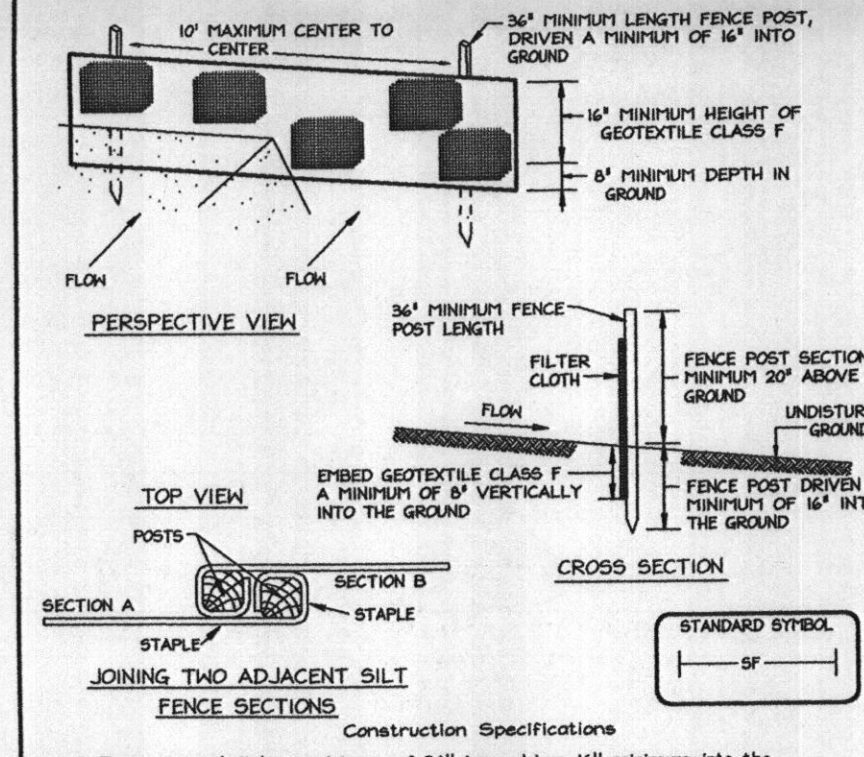 10' MAXIMUM CENTER TO
CENTER
36" MINIMUM LENGTH FENCE POST,
DRIVEN A MINIMUM OF 16" INTO
GROUND
16" MINIMUM HEIGHT OF
GEOTEXTILE CLASS F
8" MINIMUM DEPTH IN
GROUND
FLOW
FLOW
PERSPECTIVE VIEW
36" MINIMUM FENCE
POST LENGTH
FILTER
CLOTH
FENCE POST SECTION
MINIMUM 20" ABOVE
GROUND
FLOW
UNDISTUR
GROUND
EMBED GEOTEXTILE CLASS F
A MINIMUM OF 8" VERTICALLY
INTO THE GROUND
FENCE POST DRIVEN
MINIMUM OF 16" INT
THE GROUND
CROSS SECTION
TOP VIEW
POSTS
SECTION B
SECTION A
STAPLE
STAPLE
JOINING TWO ADJACENT SILT
FENCE SECTIONS
STANDARD SYMBOL
SF
Construction Specifications